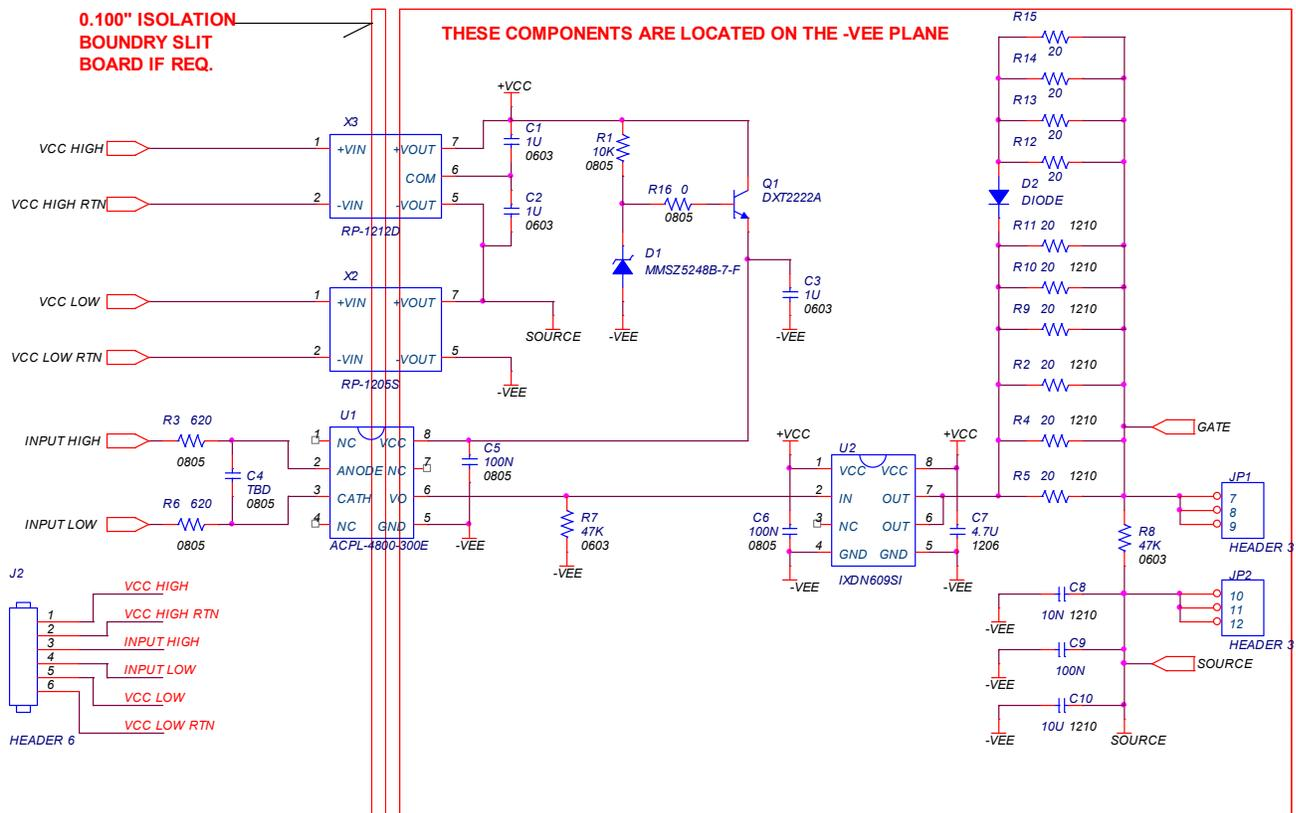 0.100" ISOLATION
BOUNDRY SLIT
BOARD IF REQ.
THESE COMPONENTS ARE LOCATED ON THE -VEE PLANE
VCC HIGH
VCC HIGH RTN
X3
1
+VIN
+VOUT
7
COM
6
2
-VIN
-VOUT
5
RP-1212D
+VCC
C1
1U
0603
C2
1U
0603
R1
10K
0805
R16 0
0805
Q1
DXT2222A
D1
MMSZ5248B-7-F
-VEE
C3
1U
0603
-VEE
VCC LOW
VCC LOW RTN
X2
1
+VIN
+VOUT
7
2
-VIN
-VOUT
5
RP-1205S
SOURCE
-VEE
INPUT HIGH
INPUT LOW
R3 620
0805
R6 620
0805
C4
TBD
0805
U1
1
NC
VCC
8
2
ANODE
NC
7
3
CATH
VO
6
4
NC
GND
5
ACPL-4800-300E
C5
100N
0805
-VEE
R7
47K
0603
-VEE
+VCC
C6
100N
0805
-VEE
U2
1
VCC
VCC
8
2
IN
OUT
7
3
NC
OUT
6
4
GND
GND
5
IXDN609SI
+VCC
C7
4.7U
1206
-VEE
R15
20
R14
20
R13
20
R12
20
D2
DIODE
R11 20 1210
R10 20 1210
R9 20 1210
R2 20 1210
R4 20 1210
R5 20 1210
GATE
JP1
7
8
9
HEADER 3
R8
47K
0603
JP2
10
11
12
HEADER 3
C8
10N 1210
-VEE
C9
100N
-VEE
SOURCE
C10
10U 1210
-VEE
SOURCE
J2
1
2
3
4
5
6
VCC HIGH
VCC HIGH RTN
INPUT HIGH
INPUT LOW
VCC LOW
VCC LOW RTN
HEADER 6